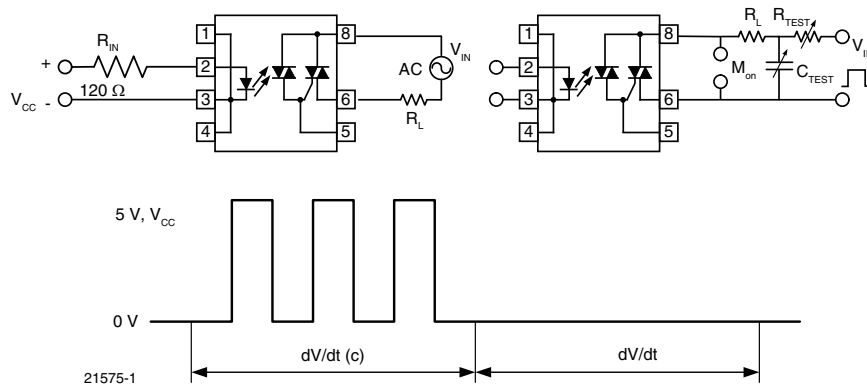 R_IN
+
V_CC -
120 Ω
1
2
3
4
8
6
5
V_IN
AC
R_L
1
2
3
4
8
6
5
R_L R_TEST
M_on
C_TEST
5 V, V_CC
0 V
dV/dt (c)
dV/dt
21575-1